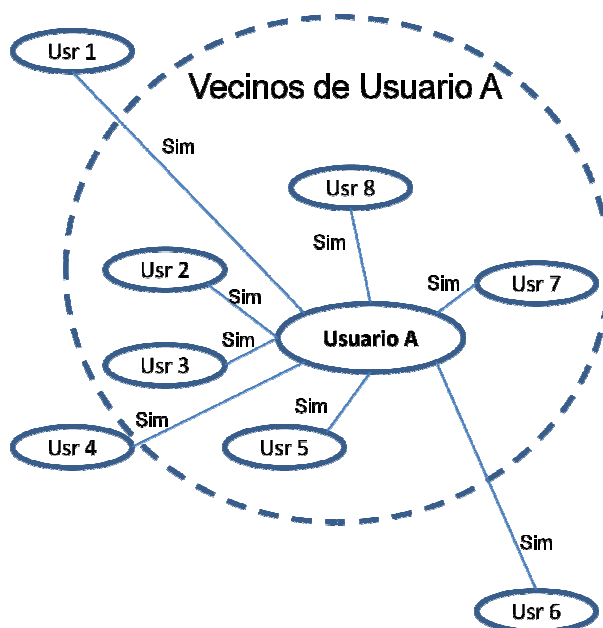 Usr 1
Vecinos de Usuario A
Sim
Usr 8
Sim
Usr 2
Sim
Sim
Usr 7
Usuario A
Sim
Usr 3
Sim
Sim
Usr 4
Usr 5
Sim
Usr 6